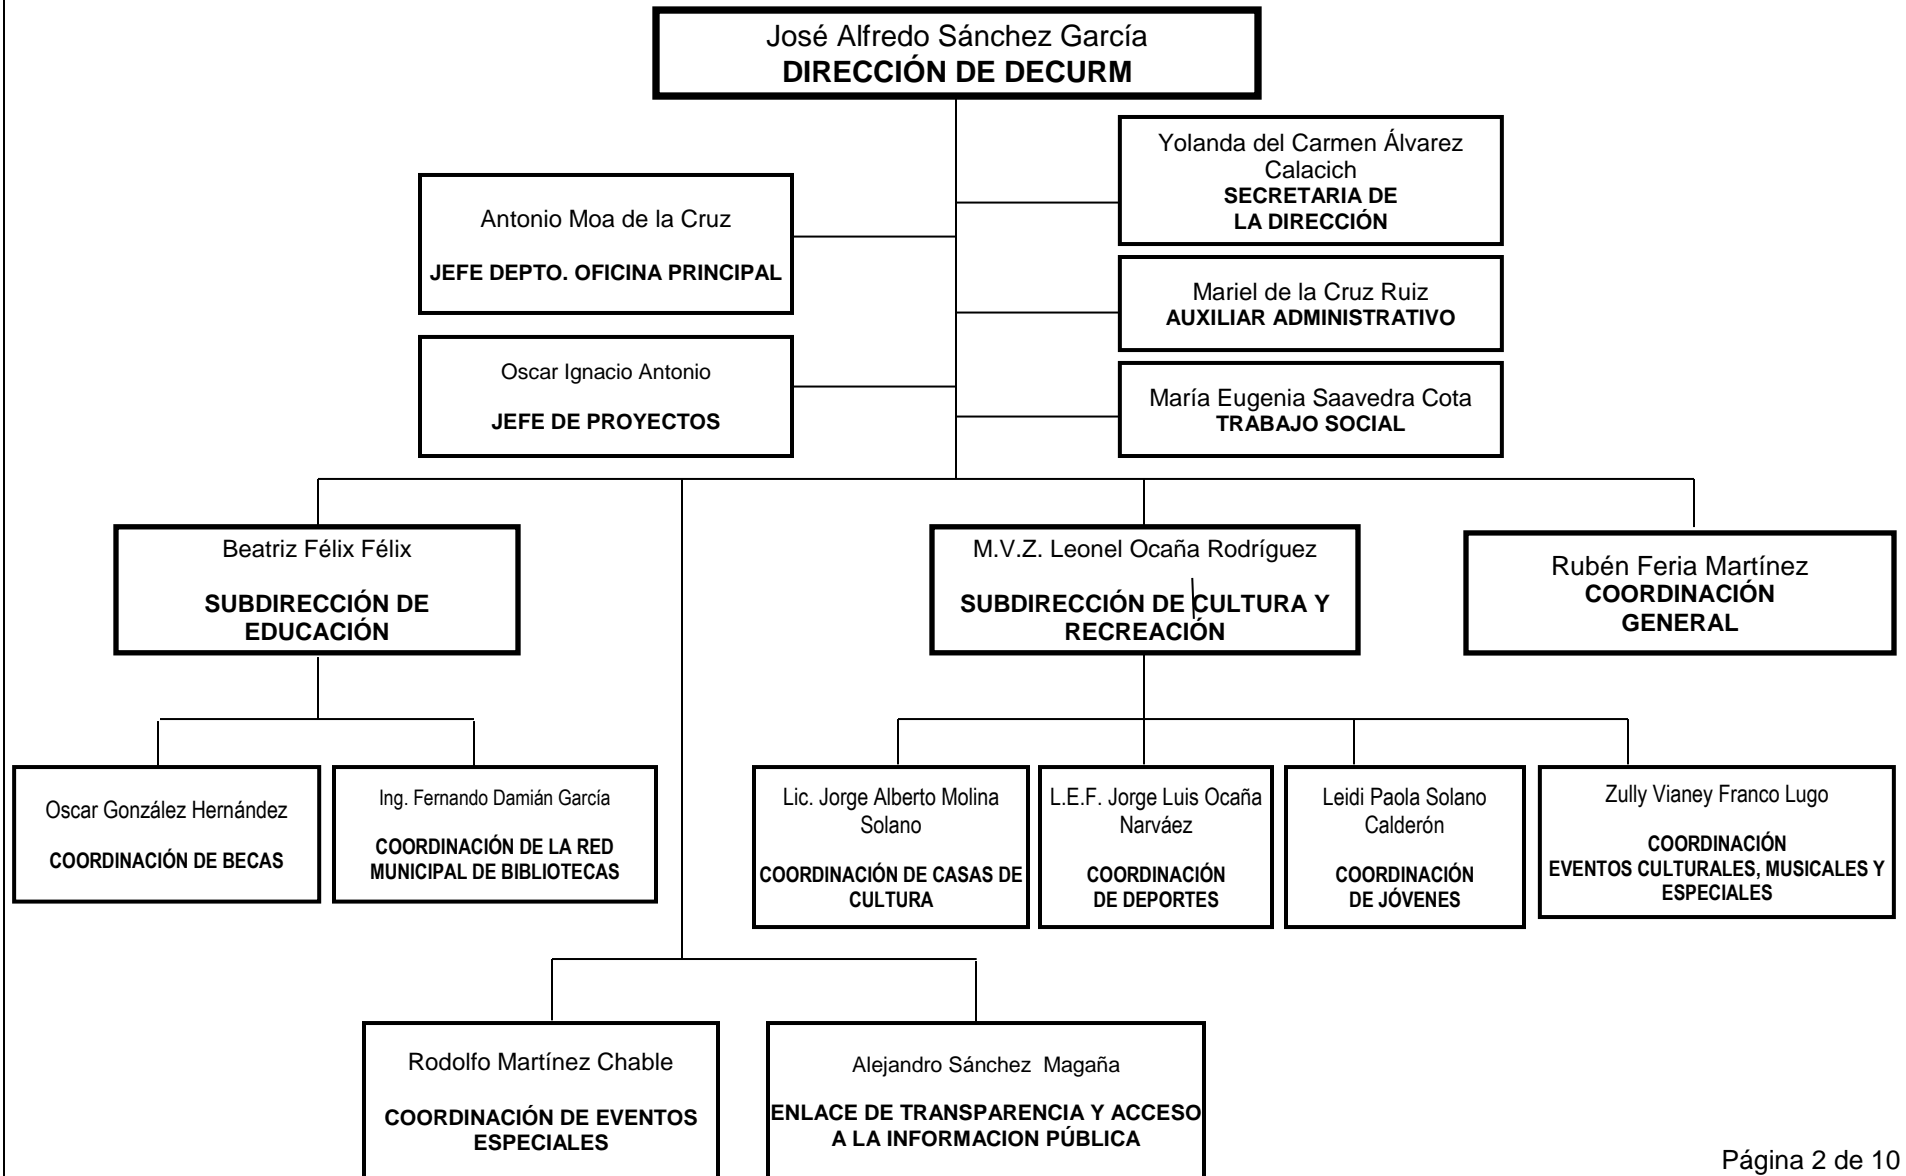 José Alfredo Sánchez García
DIRECCIÓN DE DECURM
Yolanda del Carmen Álvarez
Calacich
SECRETARIA DE
LA DIRECCIÓN
Antonio Moa de la Cruz
JEFE DEPTO. OFICINA PRINCIPAL
Mariel de la Cruz Ruiz
AUXILIAR ADMINISTRATIVO
Oscar Ignacio Antonio
JEFE DE PROYECTOS
María Eugenia Saavedra Cota
TRABAJO SOCIAL
Beatriz Félix Félix
SUBDIRECCIÓN DE
EDUCACIÓN
M.V.Z. Leonel Ocaña Rodríguez
SUBDIRECCIÓN DE CULTURA Y
RECREACIÓN
Rubén Feria Martínez
COORDINACIÓN
GENERAL
Oscar González Hernández
COORDINACIÓN DE BECAS
Ing. Fernando Damián García
COORDINACIÓN DE LA RED
MUNICIPAL DE BIBLIOTECAS
Lic. Jorge Alberto Molina
Solano
COORDINACIÓN DE CASAS DE
CULTURA
L.E.F. Jorge Luis Ocaña
Narváez
COORDINACIÓN
DE DEPORTES
Leidi Paola Solano
Calderón
COORDINACIÓN
DE JÓVENES
Zully Vianey Franco Lugo
COORDINACIÓN
EVENTOS CULTURALES, MUSICALES Y
ESPECIALES
Rodolfo Martínez Chable
COORDINACIÓN DE EVENTOS
ESPECIALES
Alejandro Sánchez  Magaña
ENLACE DE TRANSPARENCIA Y ACCESO
A LA INFORMACION PÚBLICA
Página 2 de 10